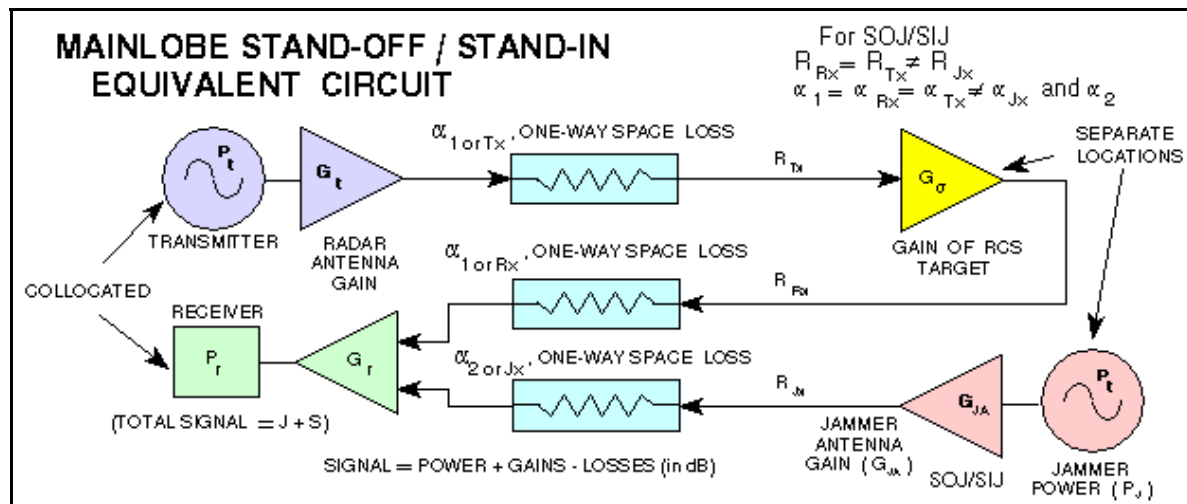 MAINLOBE STAND-OFF / STAND-IN
EQUIVALENT CIRCUIT
For SOJ/SIJ
R Rx = R Tx ≠ R Jx
α 1 = α Rx = α Tx ≠ α Jx and α 2
α 1 or Tx, ONE-WAY SPACE LOSS
SEPARATE
LOCATIONS
P t
G t
R Tx
G σ
TRANSMITTER
RADAR
ANTENNA
GAIN
GAIN OF RCS
TARGET
α 1 or Rx, ONE-WAY SPACE LOSS
COLLOCATED
R Rx
RECEIVER
P r
G r
α 2 or Jx, ONE-WAY SPACE LOSS
R Jx
G JA
P t
(TOTAL SIGNAL = J + S)
JAMMER
ANTENNA
GAIN (G JA)
SIGNAL = POWER + GAINS - LOSSES (in dB)
SOJ/SIJ
JAMMER
POWER (P J)